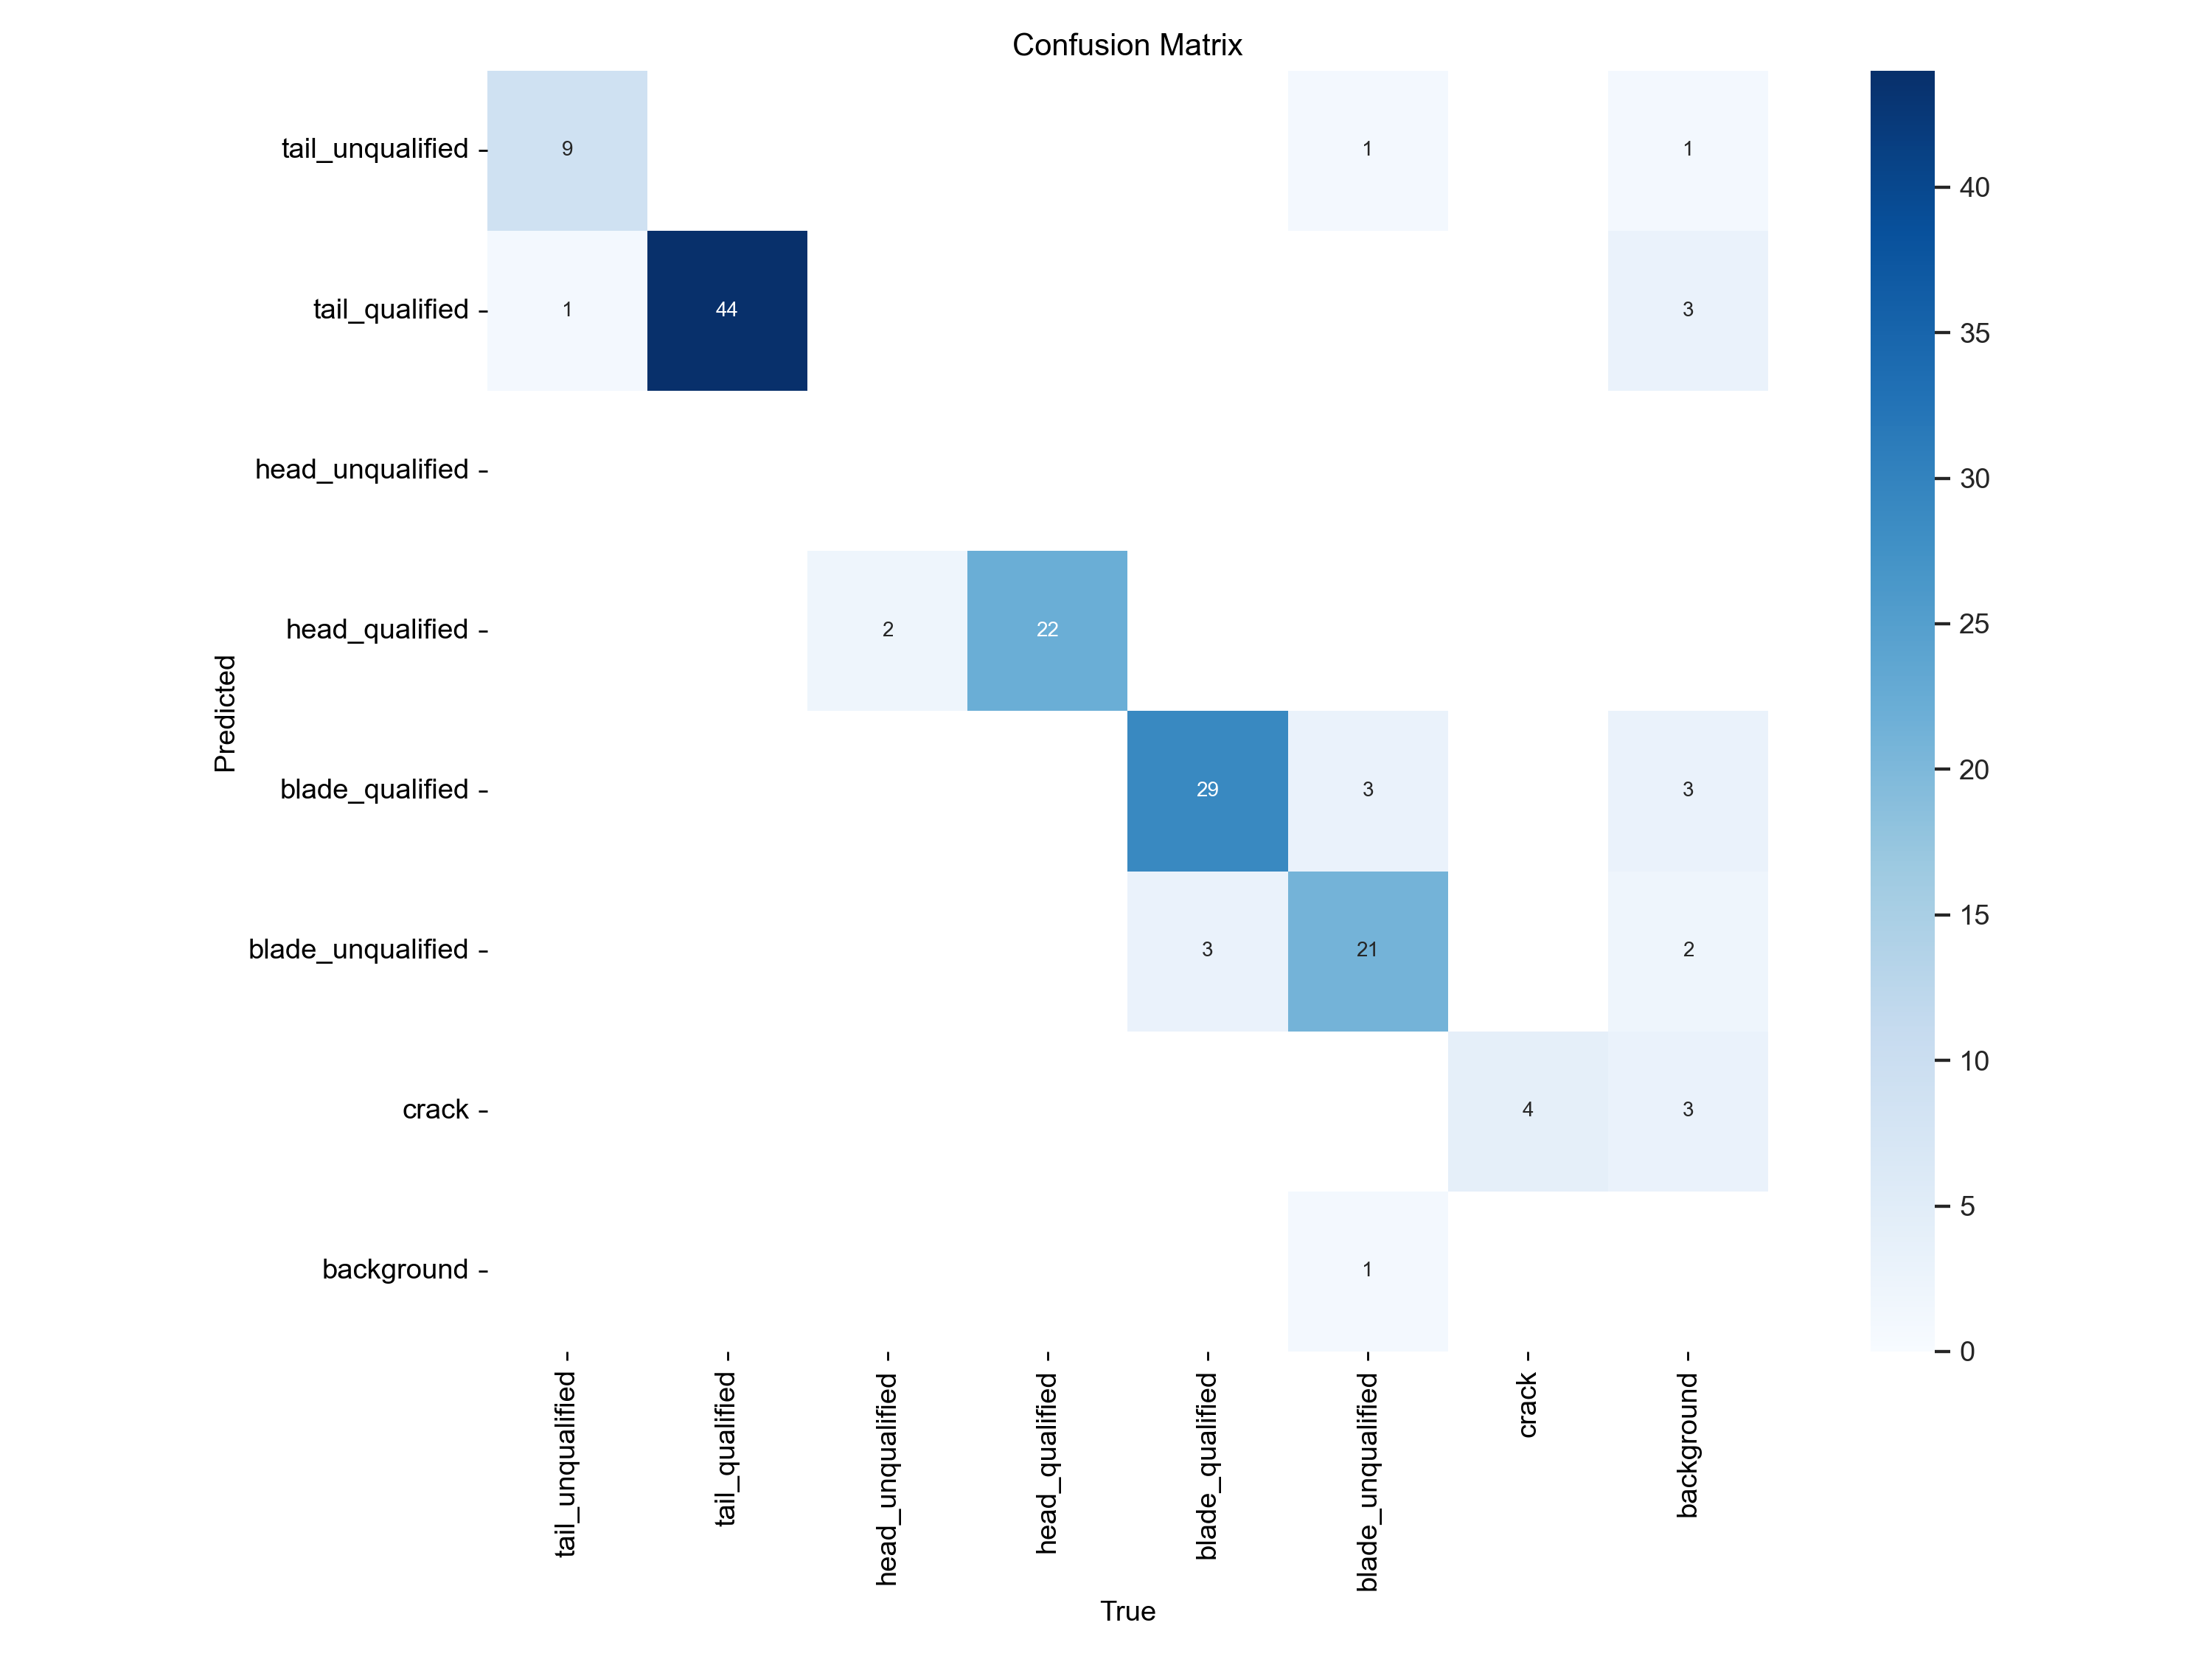 Confusion Matrix
tail_unqualified
9
1
1
40
tail_qualified
1
44
3
35
head_unqualified
30
head_qualified
2
22
25
Predicted
blade_qualified
29
3
3
20
blade_unqualified
3
21
2
15
10
crack
4
3
5
background
1
0
tail_unqualified
tail_qualified
head_unqualified
head_qualified
blade_qualified
blade_unqualified
crack
background
True